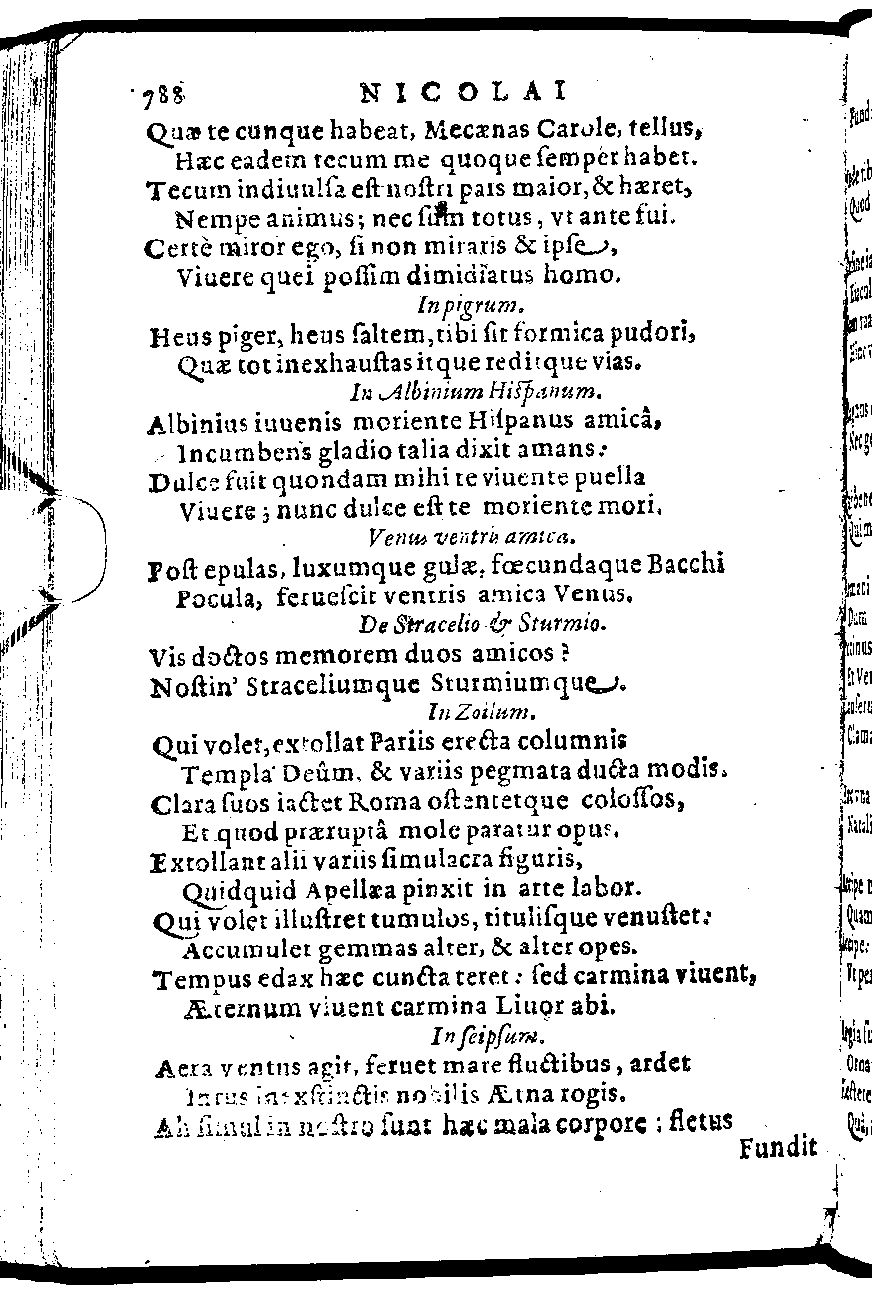 788 NICOLAI
Quæ te cunque habeat, Mecænas Carole, tellus,
Hæc eadem tecum me quoque ſemper habet.
Tecum indiuulſa eſt noſtri pars maior, & hæret,
Nempe animus; nec ſum totus, vt ante fui.
Certè miror ego, ſi non miraris & ipſe,
Viuere quei poſſim dimidiatus homo.
In pigrum.
Heus piger, heus ſaltem, tibi ſit formica pudori,
Quæ tot inexhauſtas itque reditque vias.
In Albinium Hiſpanum.
Albinius iuuenis moriente Hiſpanus amicâ,
Incumbens gladio talia dixit amans:
Dulce fuit quondam mihi te viuente puella
Viuere; nunc dulce eſt te moriente mori.
Venus ventris amica.
Poſt epulas, luxumque gulæ, fœcundaque Bacchi
Pocula, ferueſcit ventris amica Venus.
De Stracelio & Sturmio.
Vis doctos memorem duos amicos?
Noſtin' Straceliumque Sturmiumque.
In Zoilum.
Qui volet, extollat Pariis erecta columnis
Templa Deûm, & variis pegmata ducta modis.
Clara ſuos iactet Roma oſtentetque coloſſos,
Et quod præruptâ mole paratur opus.
Extollant alii variis ſimulacra figuris,
Quidquid Apellæa pinxit in arte labor.
Qui volet illuſtret tumulos, tituliſque venuſtet:
Accumulet gemmas alter, & alter opes.
Tempus edax hæc cuncta teret: ſed carmina viuent,
Æternum viuent carmina Liuor abi.
In ſeipſum.
Aera ventus agit, feruet mare fluctibus, ardet
Intus inexſtinctis nobilis Ætna rogis.
Ah ſimul in noſtro ſunt hæc mala corpore; fletus
Fundit